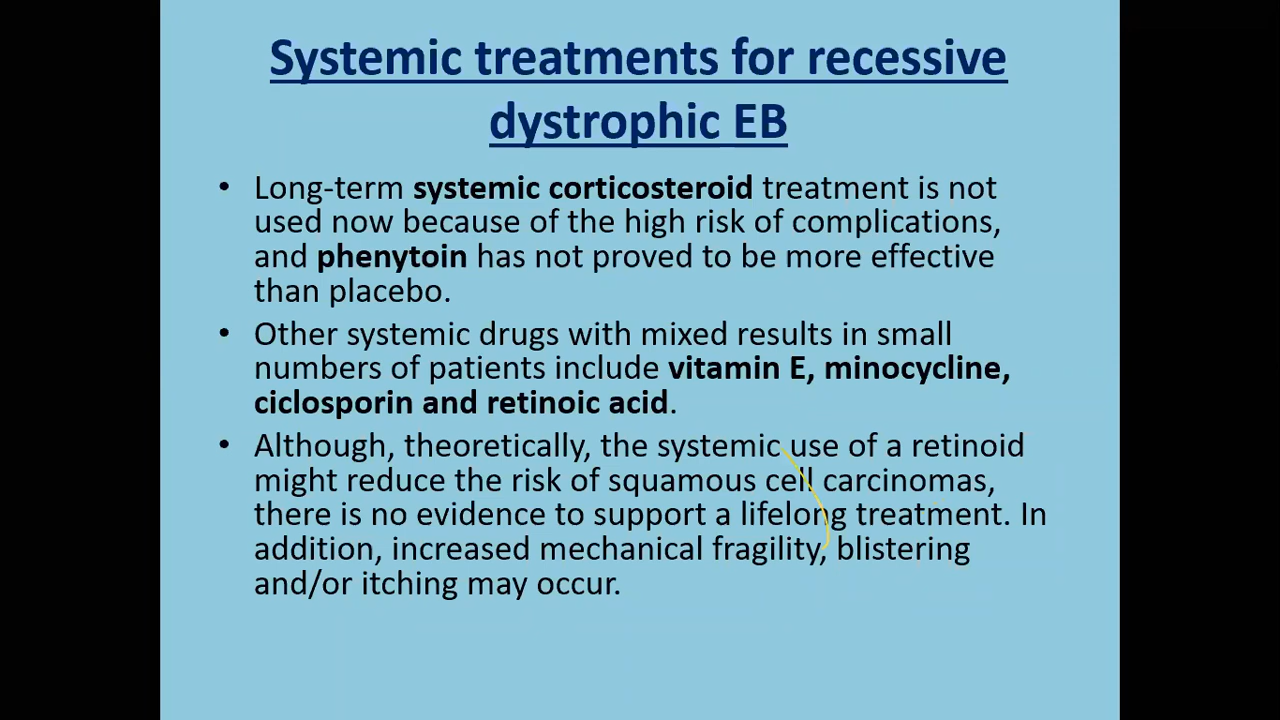 Systemic treatments for recessive
dystrophic EB
• Long-term systemic corticosteroid treatment is not
used now because of the high risk of complications,
and phenytoin has not proved to be more effective
than placebo.
• Other systemic drugs with mixed results in small
numbers of patients include vitamin E, minocycline,
ciclosporin and retinoic acid.
• Although, theoretically, the systemic use of a retinoid
might reduce the risk of squamous cell carcinomas,
there is no evidence to support a lifelong treatment. In
addition, increased mechanical fragility, blistering
and/or itching may occur.